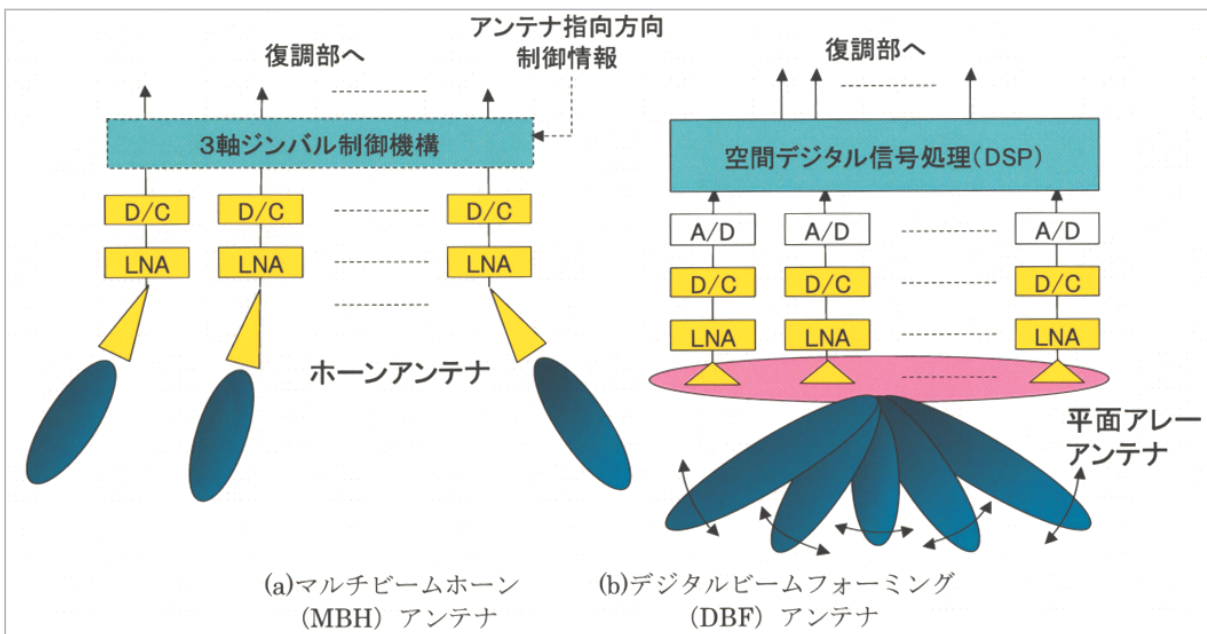 アンテナ指向方向
制御情報
復調部へ
3軸ジンバル制御機構
D/C D/C D/C
LNA LNA LNA
ホーンアンテナ
(a)マルチビームホーン
(MBH) アンテナ
復調部へ
空間デジタル信号処理(DSP)
A/D A/D A/D
D/C D/C D/C
LNA LNA LNA
平面アレー
アンテナ
(b)デジタルビームフォーミング
(DBF) アンテナ